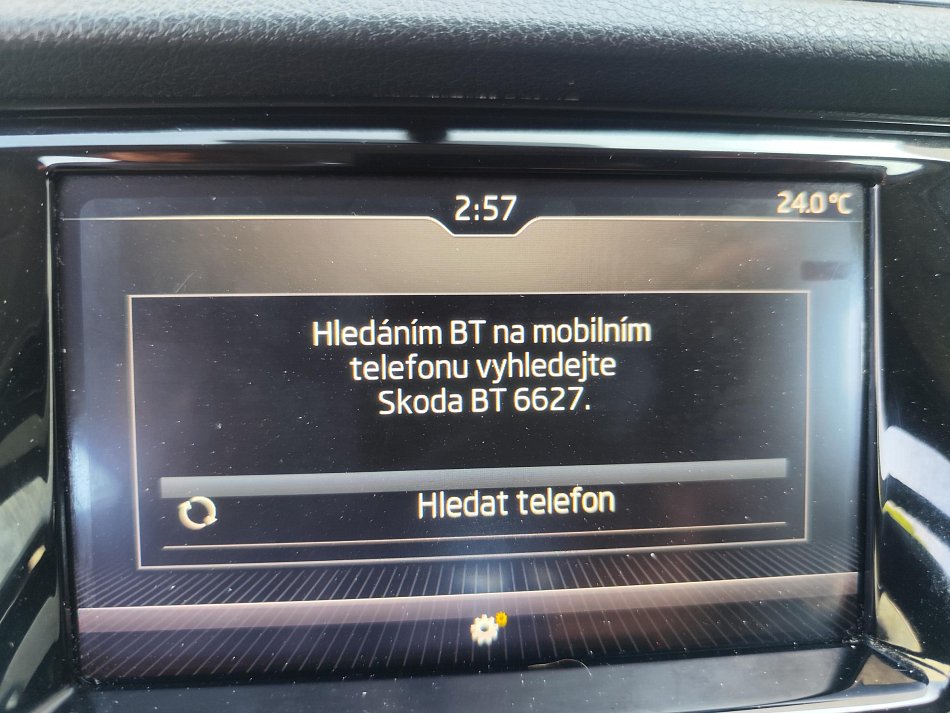 2:57
24.0 °C
Hledáním BT na mobilním
telefonu vyhledejte
Skoda BT 6627.
Hledat telefon